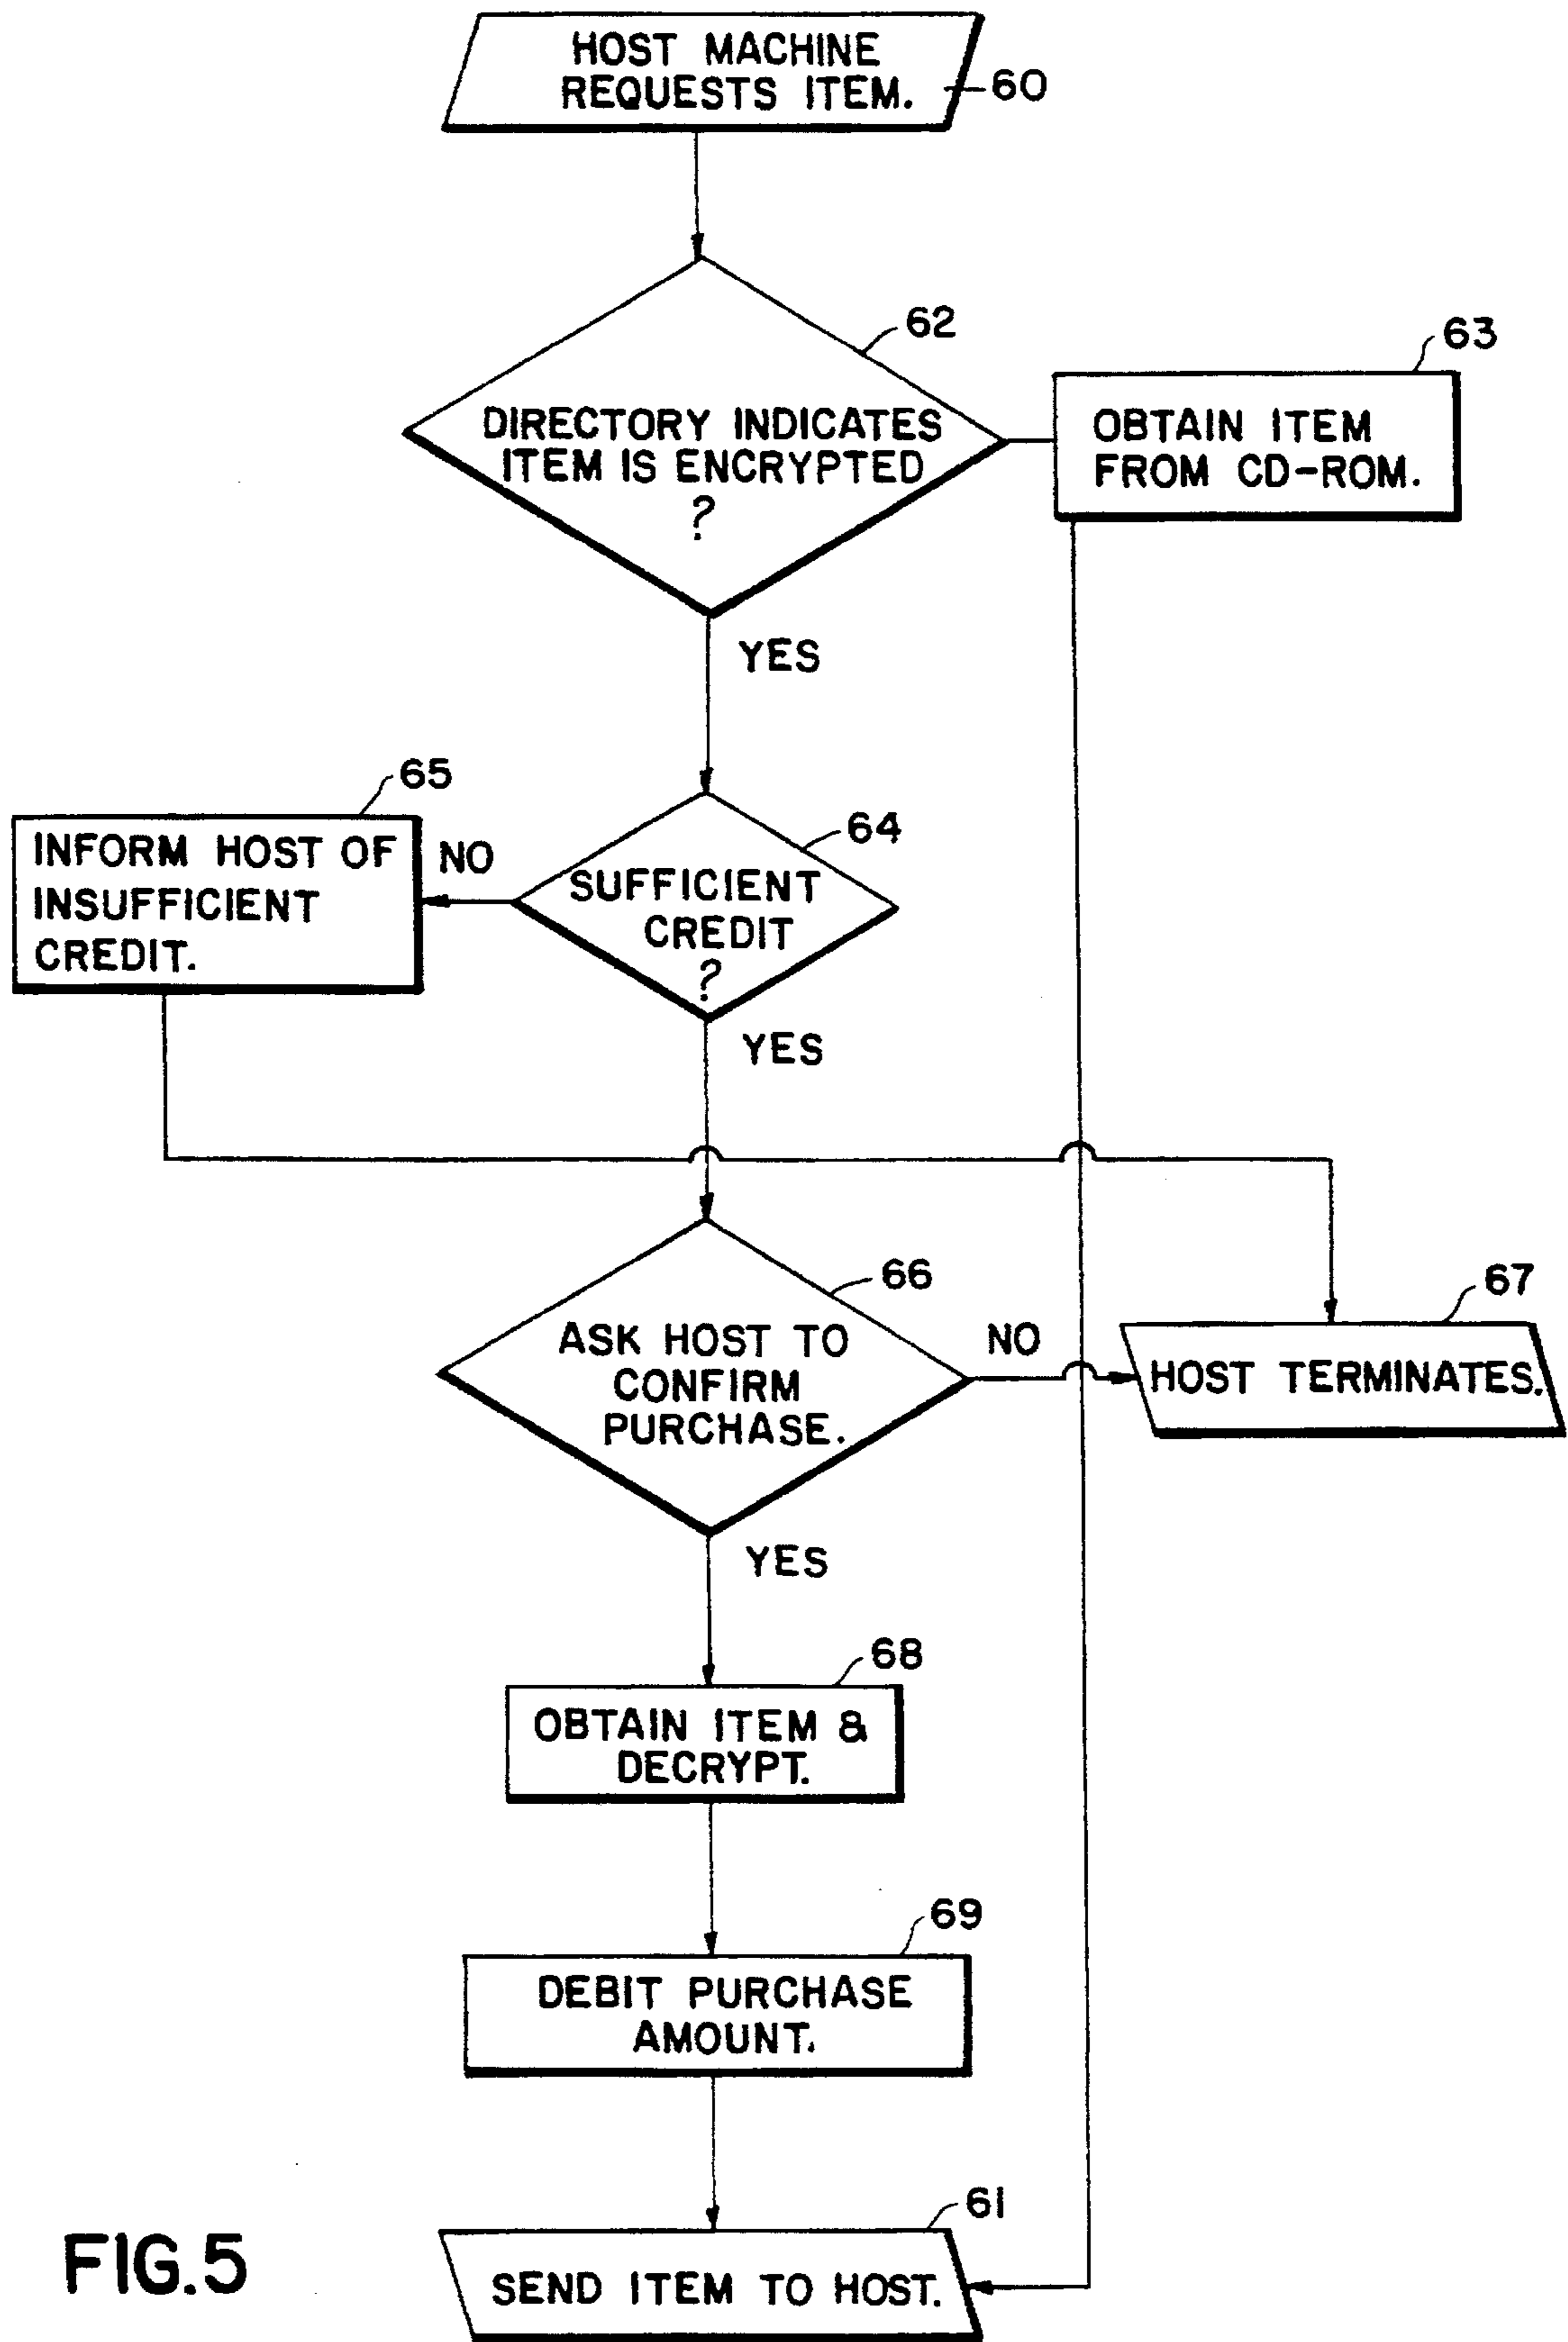 HOST MACHINE
REQUESTS ITEM.
60
62
63
DIRECTORY INDICATES
ITEM IS ENCRYPTED
?
OBTAIN ITEM
FROM CD-ROM.
YES
65
64
INFORM HOST OF
INSUFFICIENT
CREDIT.
NO
SUFFICIENT
CREDIT
?
YES
66
67
ASK HOST TO
CONFIRM
PURCHASE.
NO
HOST TERMINATES.
YES
68
OBTAIN ITEM &
DECRYPT.
69
DEBIT PURCHASE
AMOUNT.
61
SEND ITEM TO HOST.
FIG.5